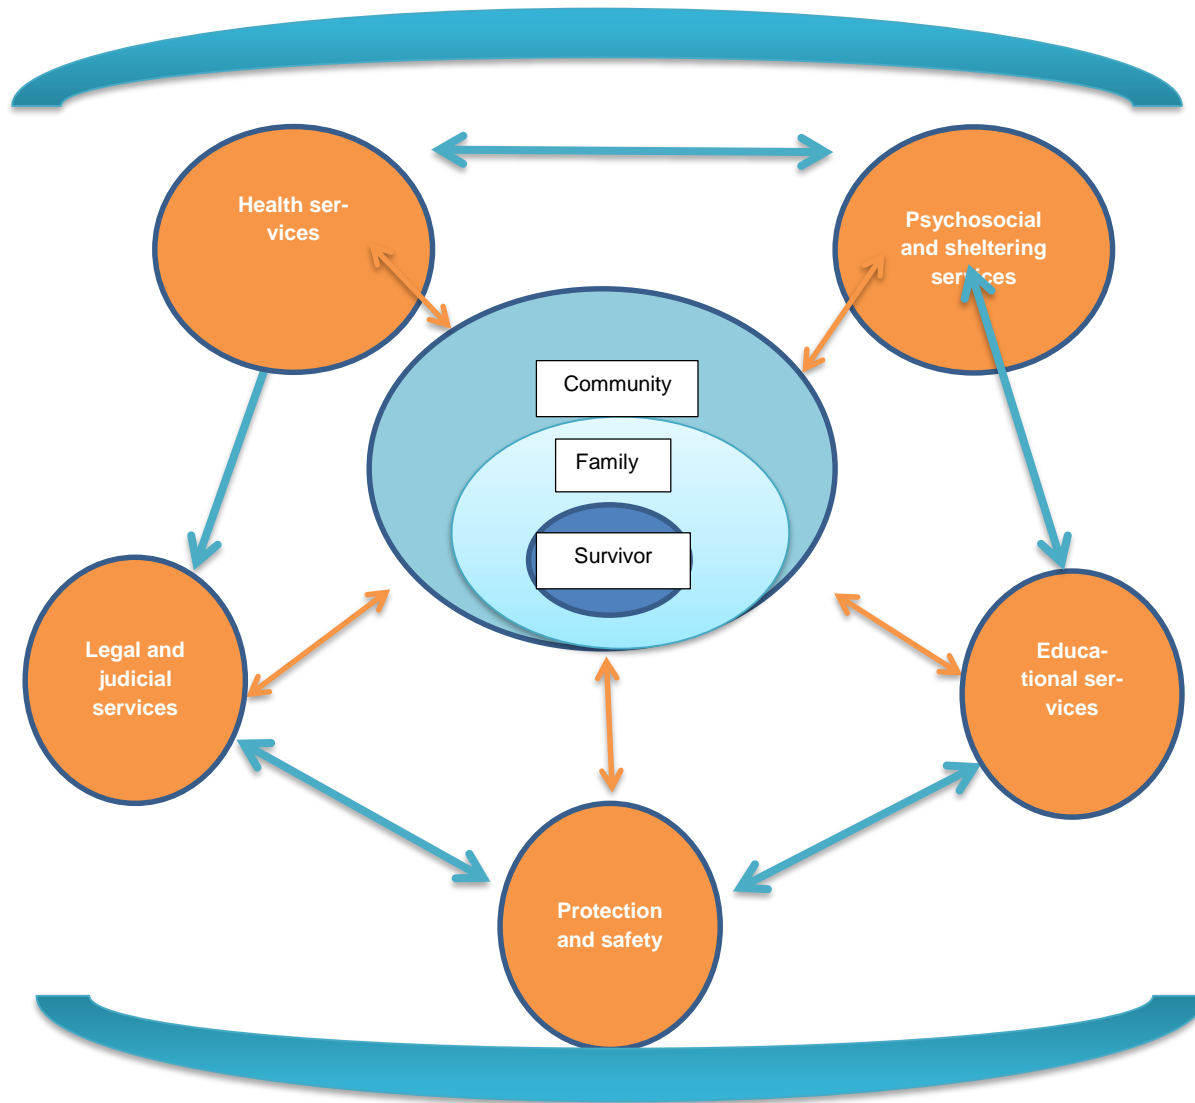 Health ser-
vices
Psychosocial
and sheltering
services
Community
Family
Survivor
Legal and
judicial
services
Educa-
tional ser-
vices
Protection
and safety